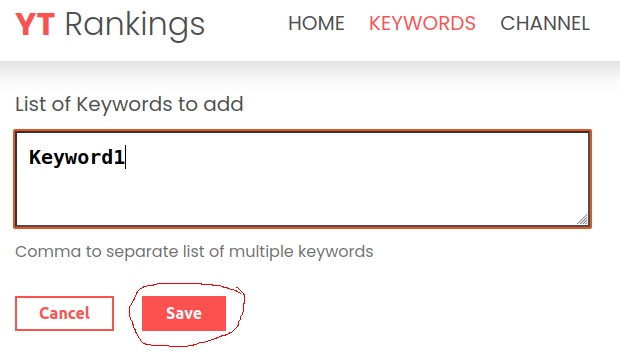 YT Rankings HOME KEYWORDS CHANNEL
List of Keywords to add
Keyword1
Comma to separate list of multiple keywords
Cancel Save